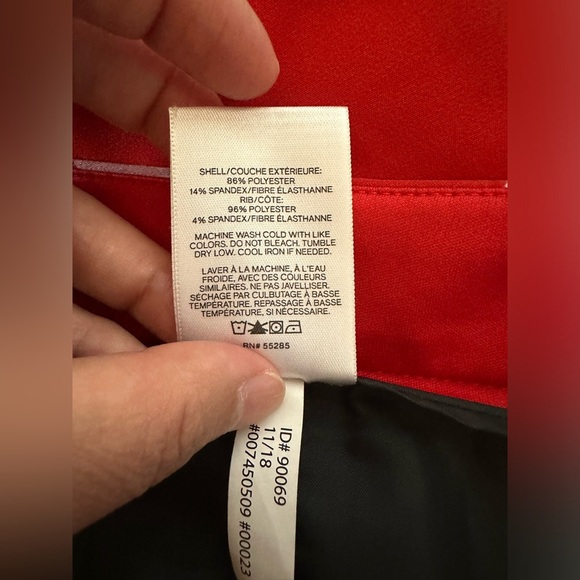 SHELL/COUCHE EXTÉRIEURE:
86% POLYESTER
14% SPANDEX/FIBRE ÉLASTHANNE
RIB/CÔTE:
96% POLYESTER
4% SPANDEX/FIBRE ÉLASTHANNE
MACHINE WASH COLD WITH LIKE
COLORS. DO NOT BLEACH. TUMBLE
DRY LOW. COOL IRON IF NEEDED.
LAVER À LA MACHINE, À L'EAU
FROIDE, AVEC DES COULEURS
SIMILAIRES. NE PAS JAVELLISER.
SÉCHAGE PAR CULBUTAGE À BASSE
TEMPÉRATURE. REPASSAGE À BASSE
TEMPÉRATURE, SI NÉCESSAIRE.
RN# 55285
ID# 90069
11/18
#007450509 #00023